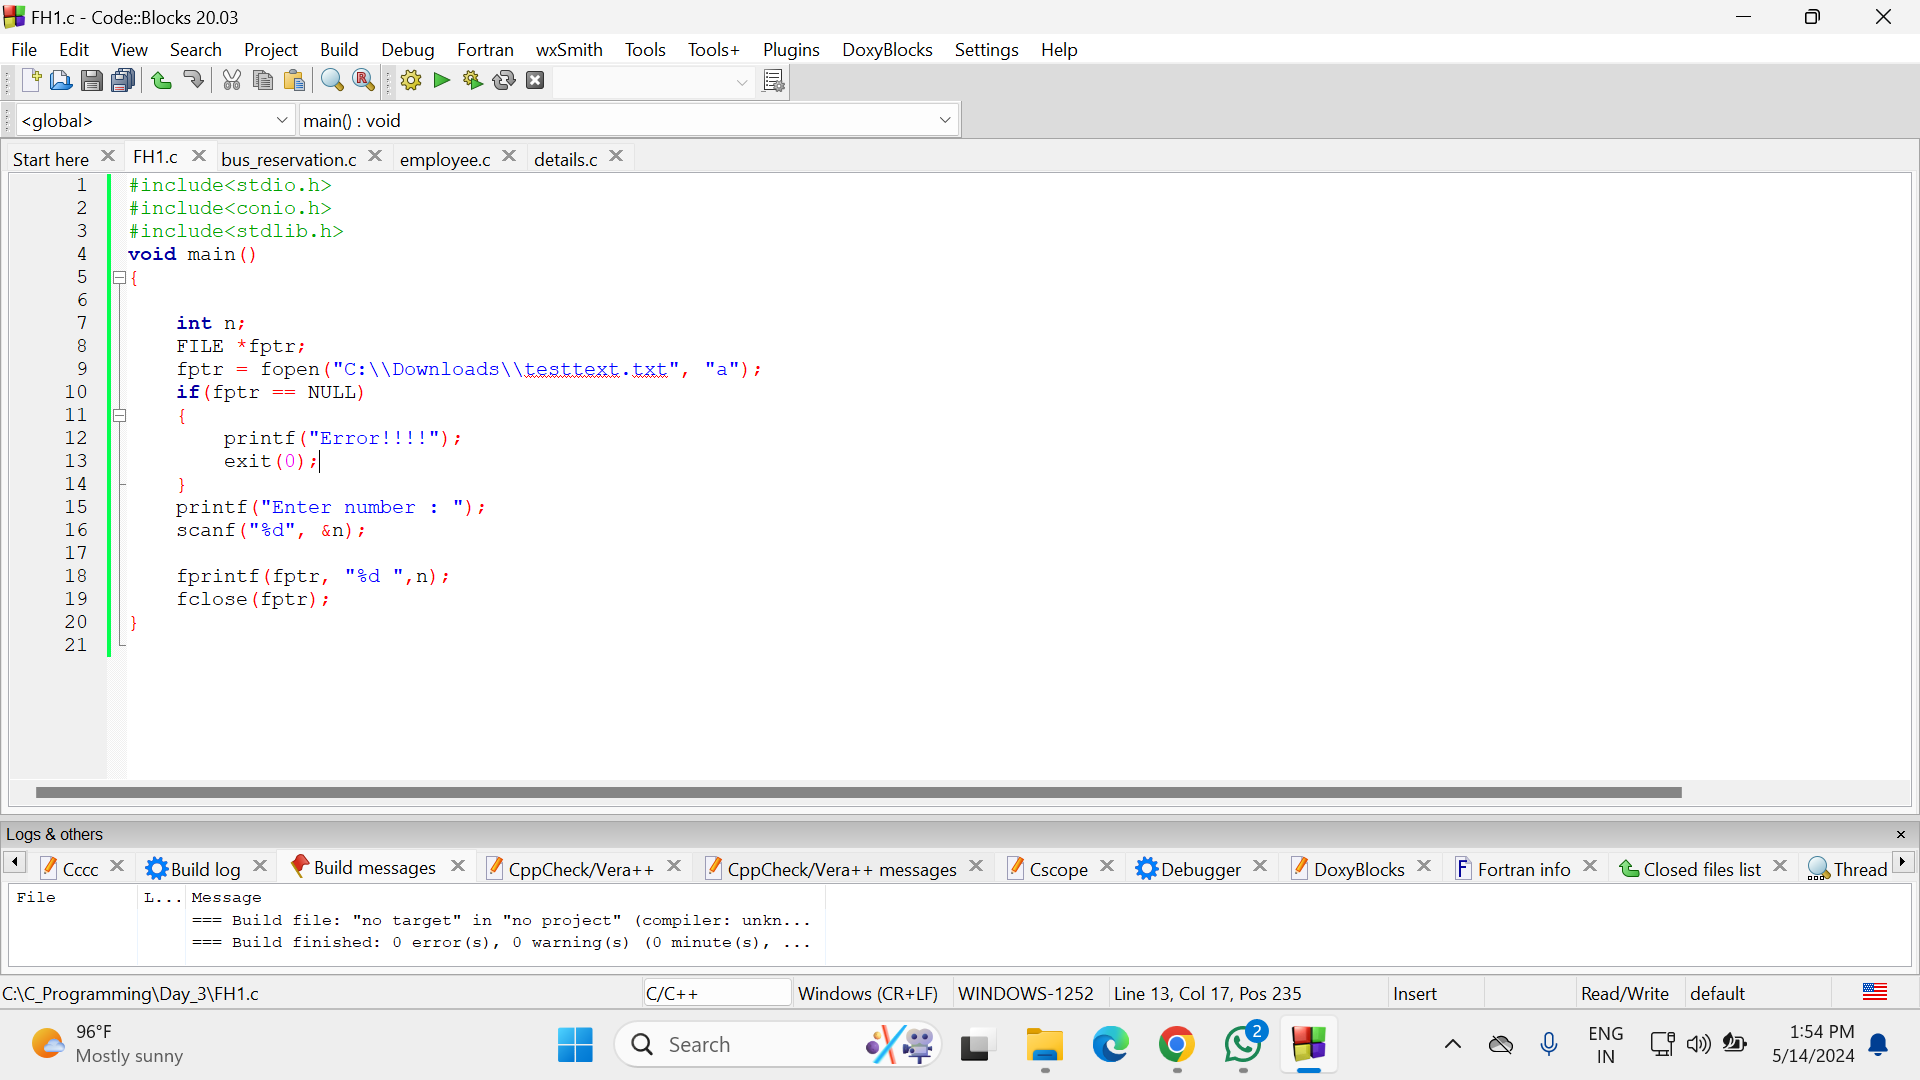 FH1.c - Code::Blocks 20.03
File Edit View Search Project Build Debug Fortran wxSmith Tools Tools+ Plugins DoxyBlocks Settings Help
<global> main() : void
Start here FH1.c bus_reservation.c employee.c details.c
1 #include<stdio.h>
2 #include<conio.h>
3 #include<stdlib.h>
4 void main()
5 {
6
7 int n;
8 FILE *fptr;
9 fptr = fopen("C:\\Downloads\\testtext.txt", "a");
10 if(fptr == NULL)
11 {
12 printf("Error!!!!");
13 exit(0);
14 }
15 printf("Enter number : ");
16 scanf("%d", &n);
17
18 fprintf(fptr, "%d ",n);
19 fclose(fptr);
20 }
21
Logs & others
Cccc Build log Build messages CppCheck/Vera++ CppCheck/Vera++ messages Cscope Debugger DoxyBlocks Fortran info Closed files list Thread
File L... Message
=== Build file: "no target" in "no project" (compiler: unkn...
=== Build finished: 0 error(s), 0 warning(s) (0 minute(s), ...
C:\C_Programming\Day_3\FH1.c C/C++ Windows (CR+LF) WINDOWS-1252 Line 13, Col 17, Pos 235 Insert Read/Write default
96°F
Mostly sunny
Search
2
ENG
IN
1:54 PM
5/14/2024